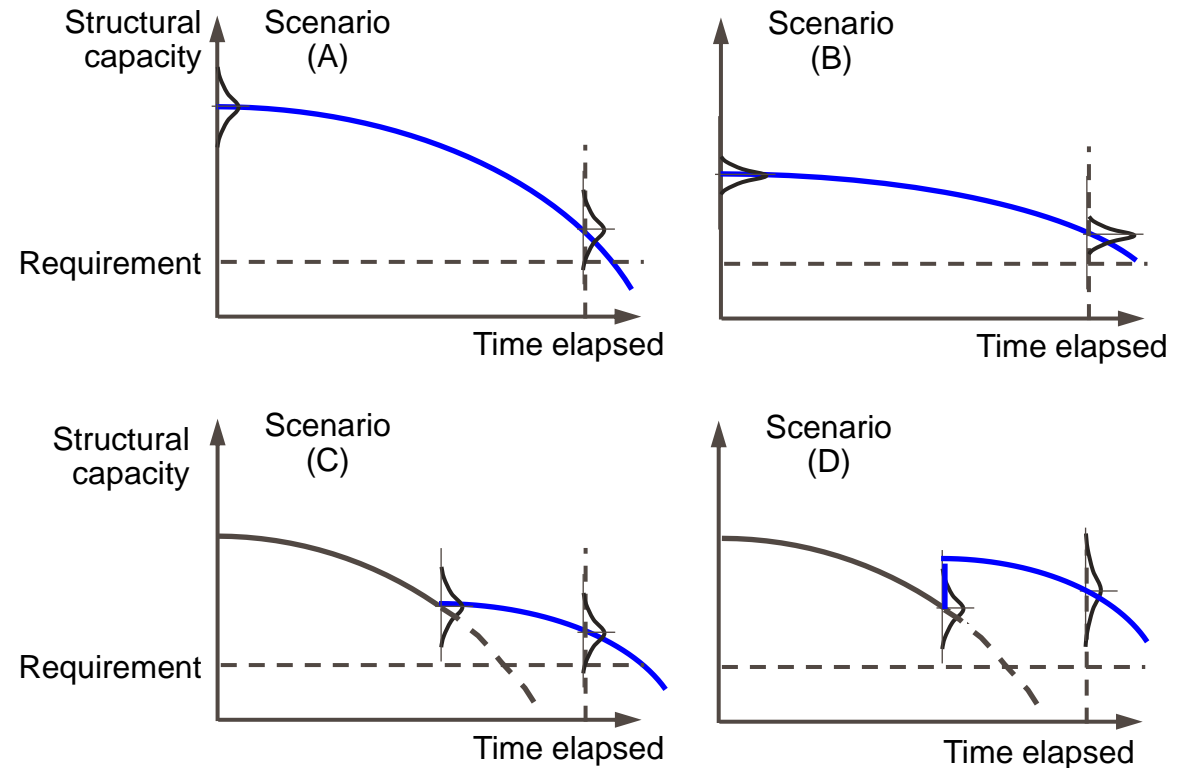 Structural
capacity
Scenario
(A)
Requirement
Time elapsed
Scenario
(B)
Time elapsed
Structural
capacity
Scenario
(C)
Requirement
Time elapsed
Scenario
(D)
Time elapsed